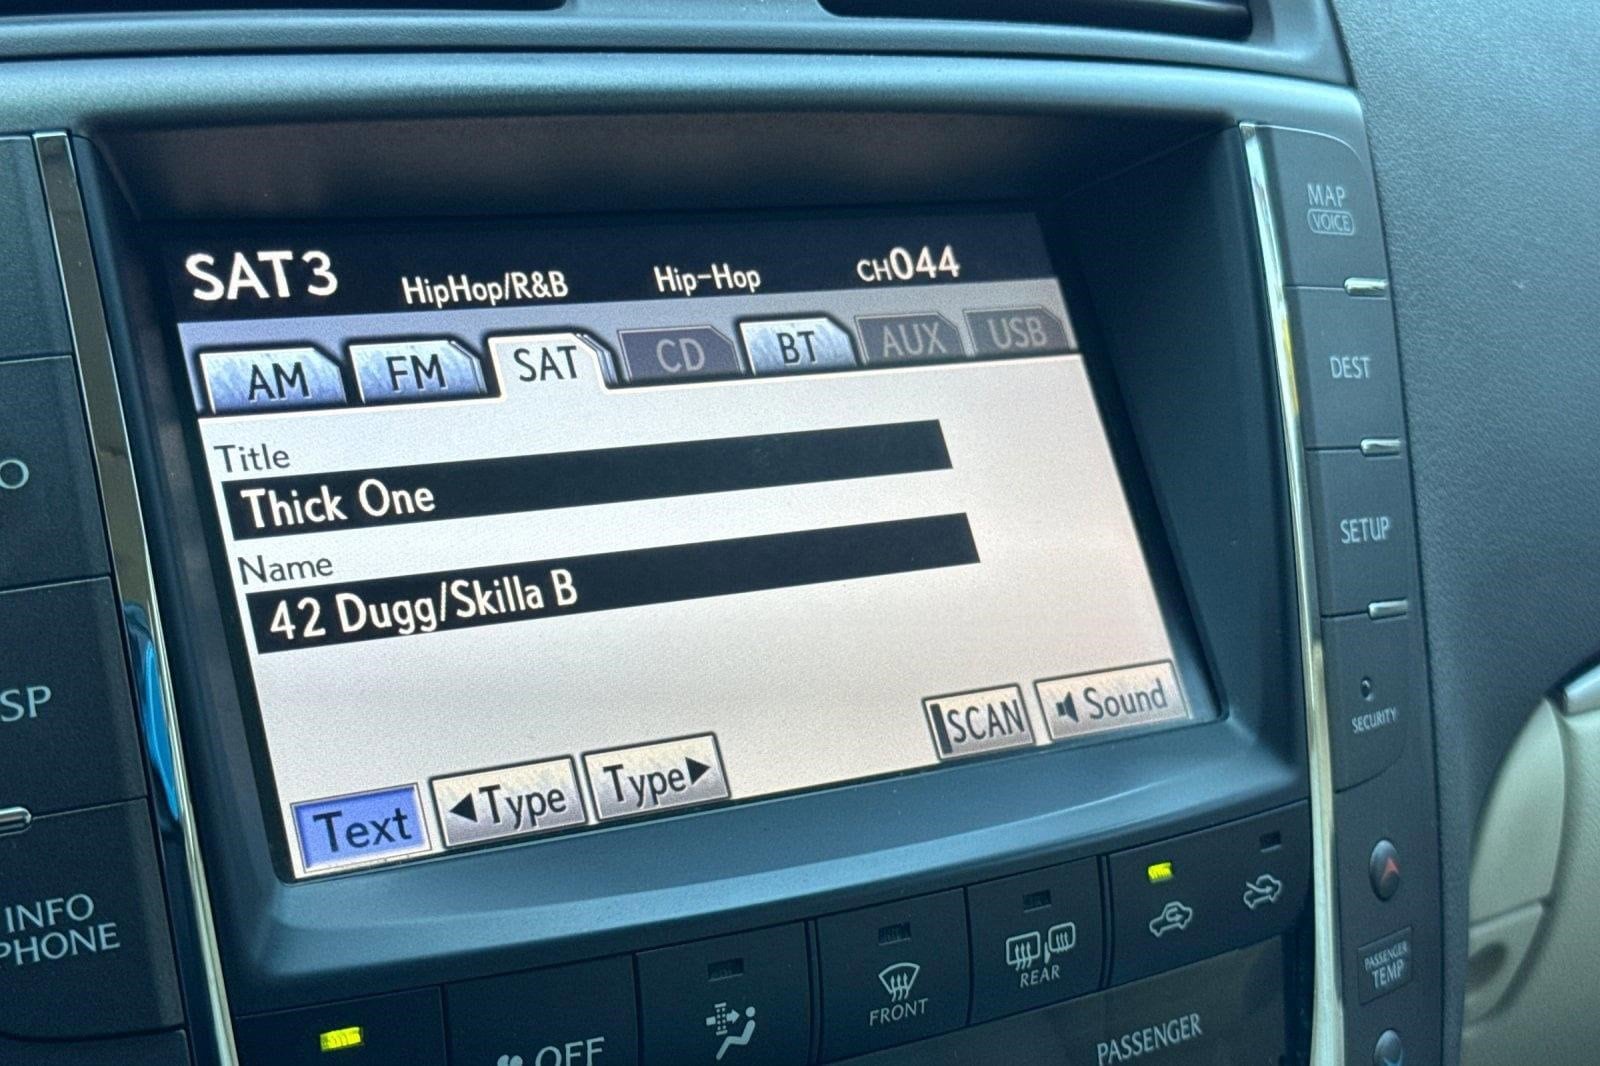 MAP
VOICE
SAT3 HipHop/R&B Hip-Hop CH044
AM FM SAT CD BT AUX USB
DEST
Title
Thick One
Name
42 Dugg/Skilla B
SETUP
SECURITY
SCAN Sound
Text ◀Type Type▶
INFO
PHONE
OFF
FRONT
REAR
PASSENGER
PASSENGER
TEMP